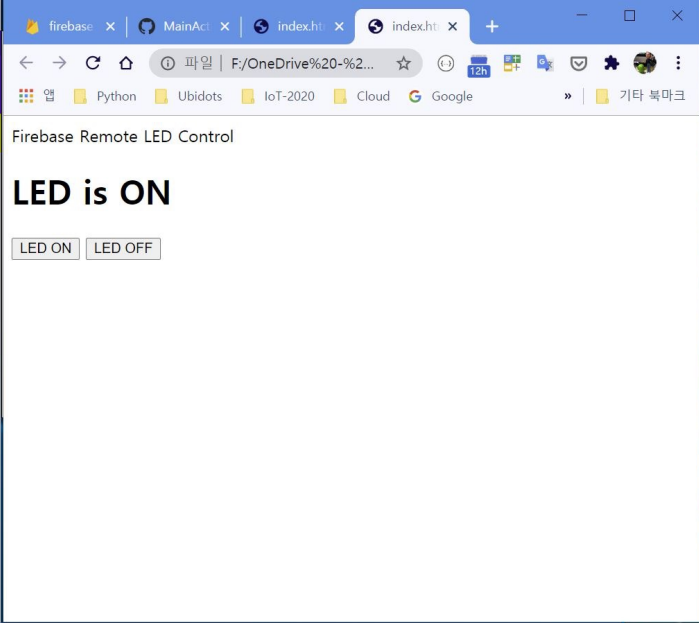 firebase MainAct index.ht index.ht
파일 F:/OneDrive%20-%2... 12h
앱 Python Ubidots IoT-2020 Cloud Google » 기타 북마크
Firebase Remote LED Control
LED is ON
LED ON LED OFF